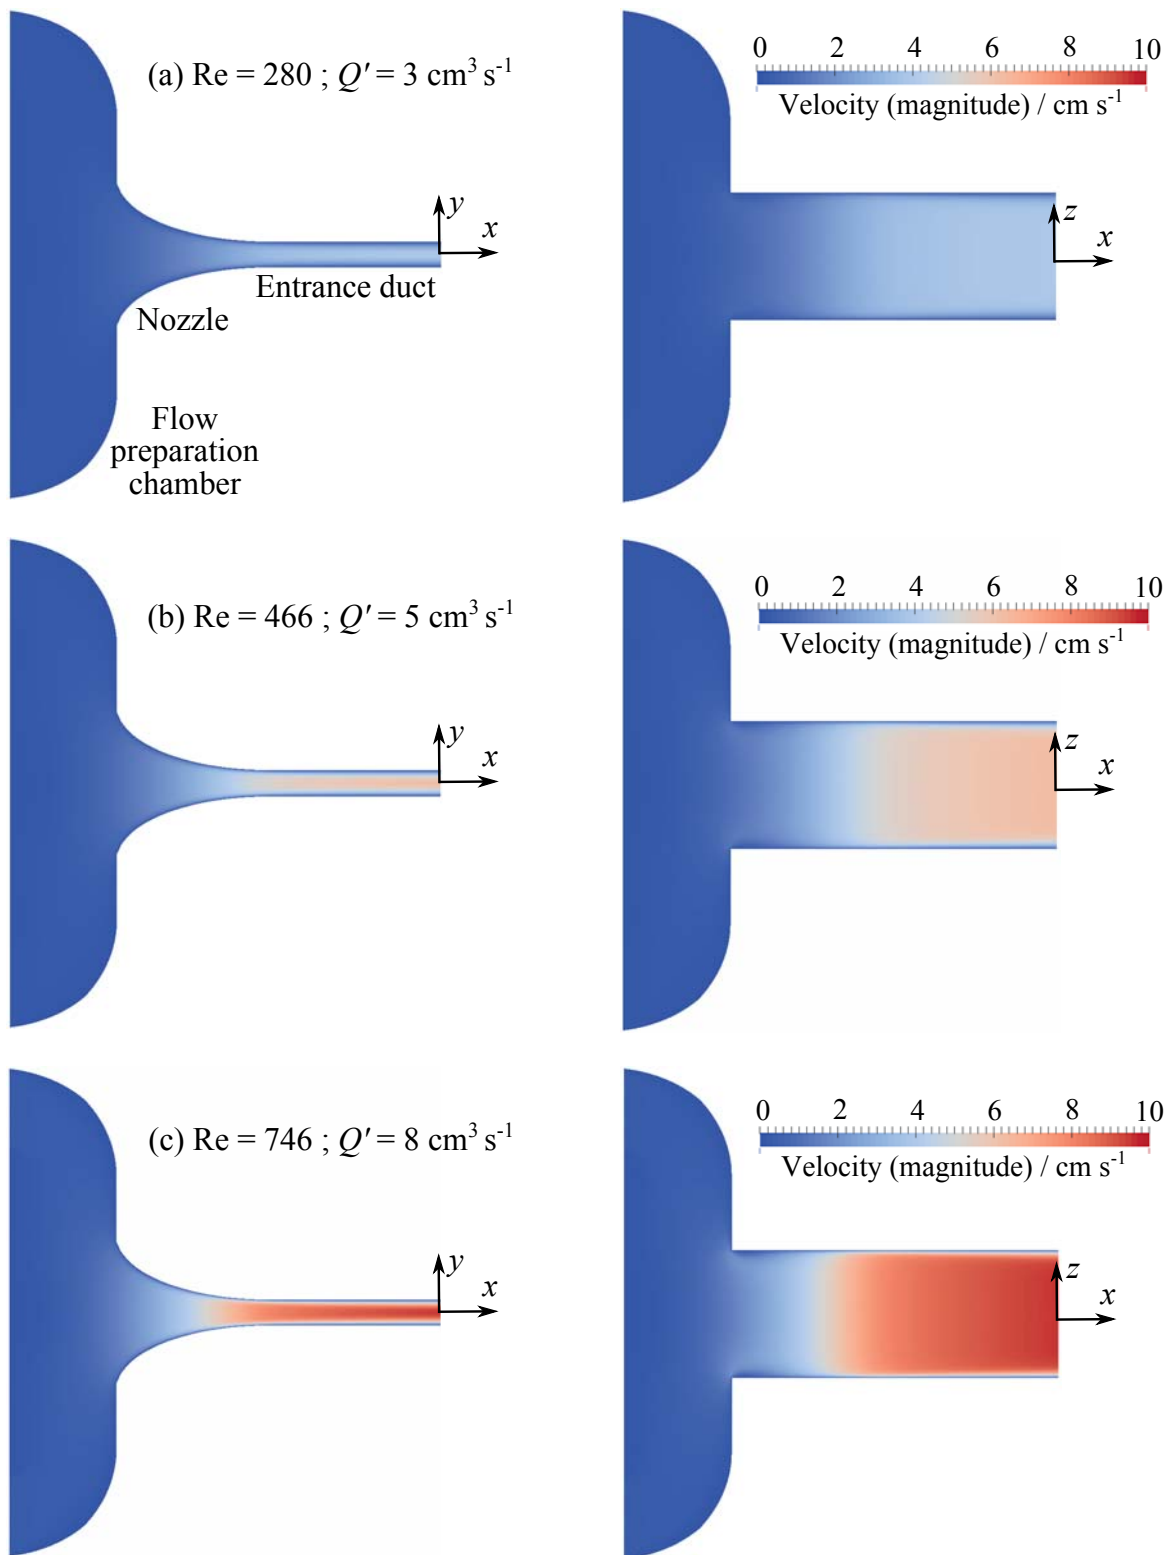 (a) Re = 280 ; Q′ = 3 cm³ s⁻¹
0 2 4 6 8 10
Velocity (magnitude) / cm s⁻¹
y
x
Entrance duct
Nozzle
Flow
preparation
chamber
z
x
(b) Re = 466 ; Q′ = 5 cm³ s⁻¹
0 2 4 6 8 10
Velocity (magnitude) / cm s⁻¹
y
x
z
x
(c) Re = 746 ; Q′ = 8 cm³ s⁻¹
0 2 4 6 8 10
Velocity (magnitude) / cm s⁻¹
y
x
z
x